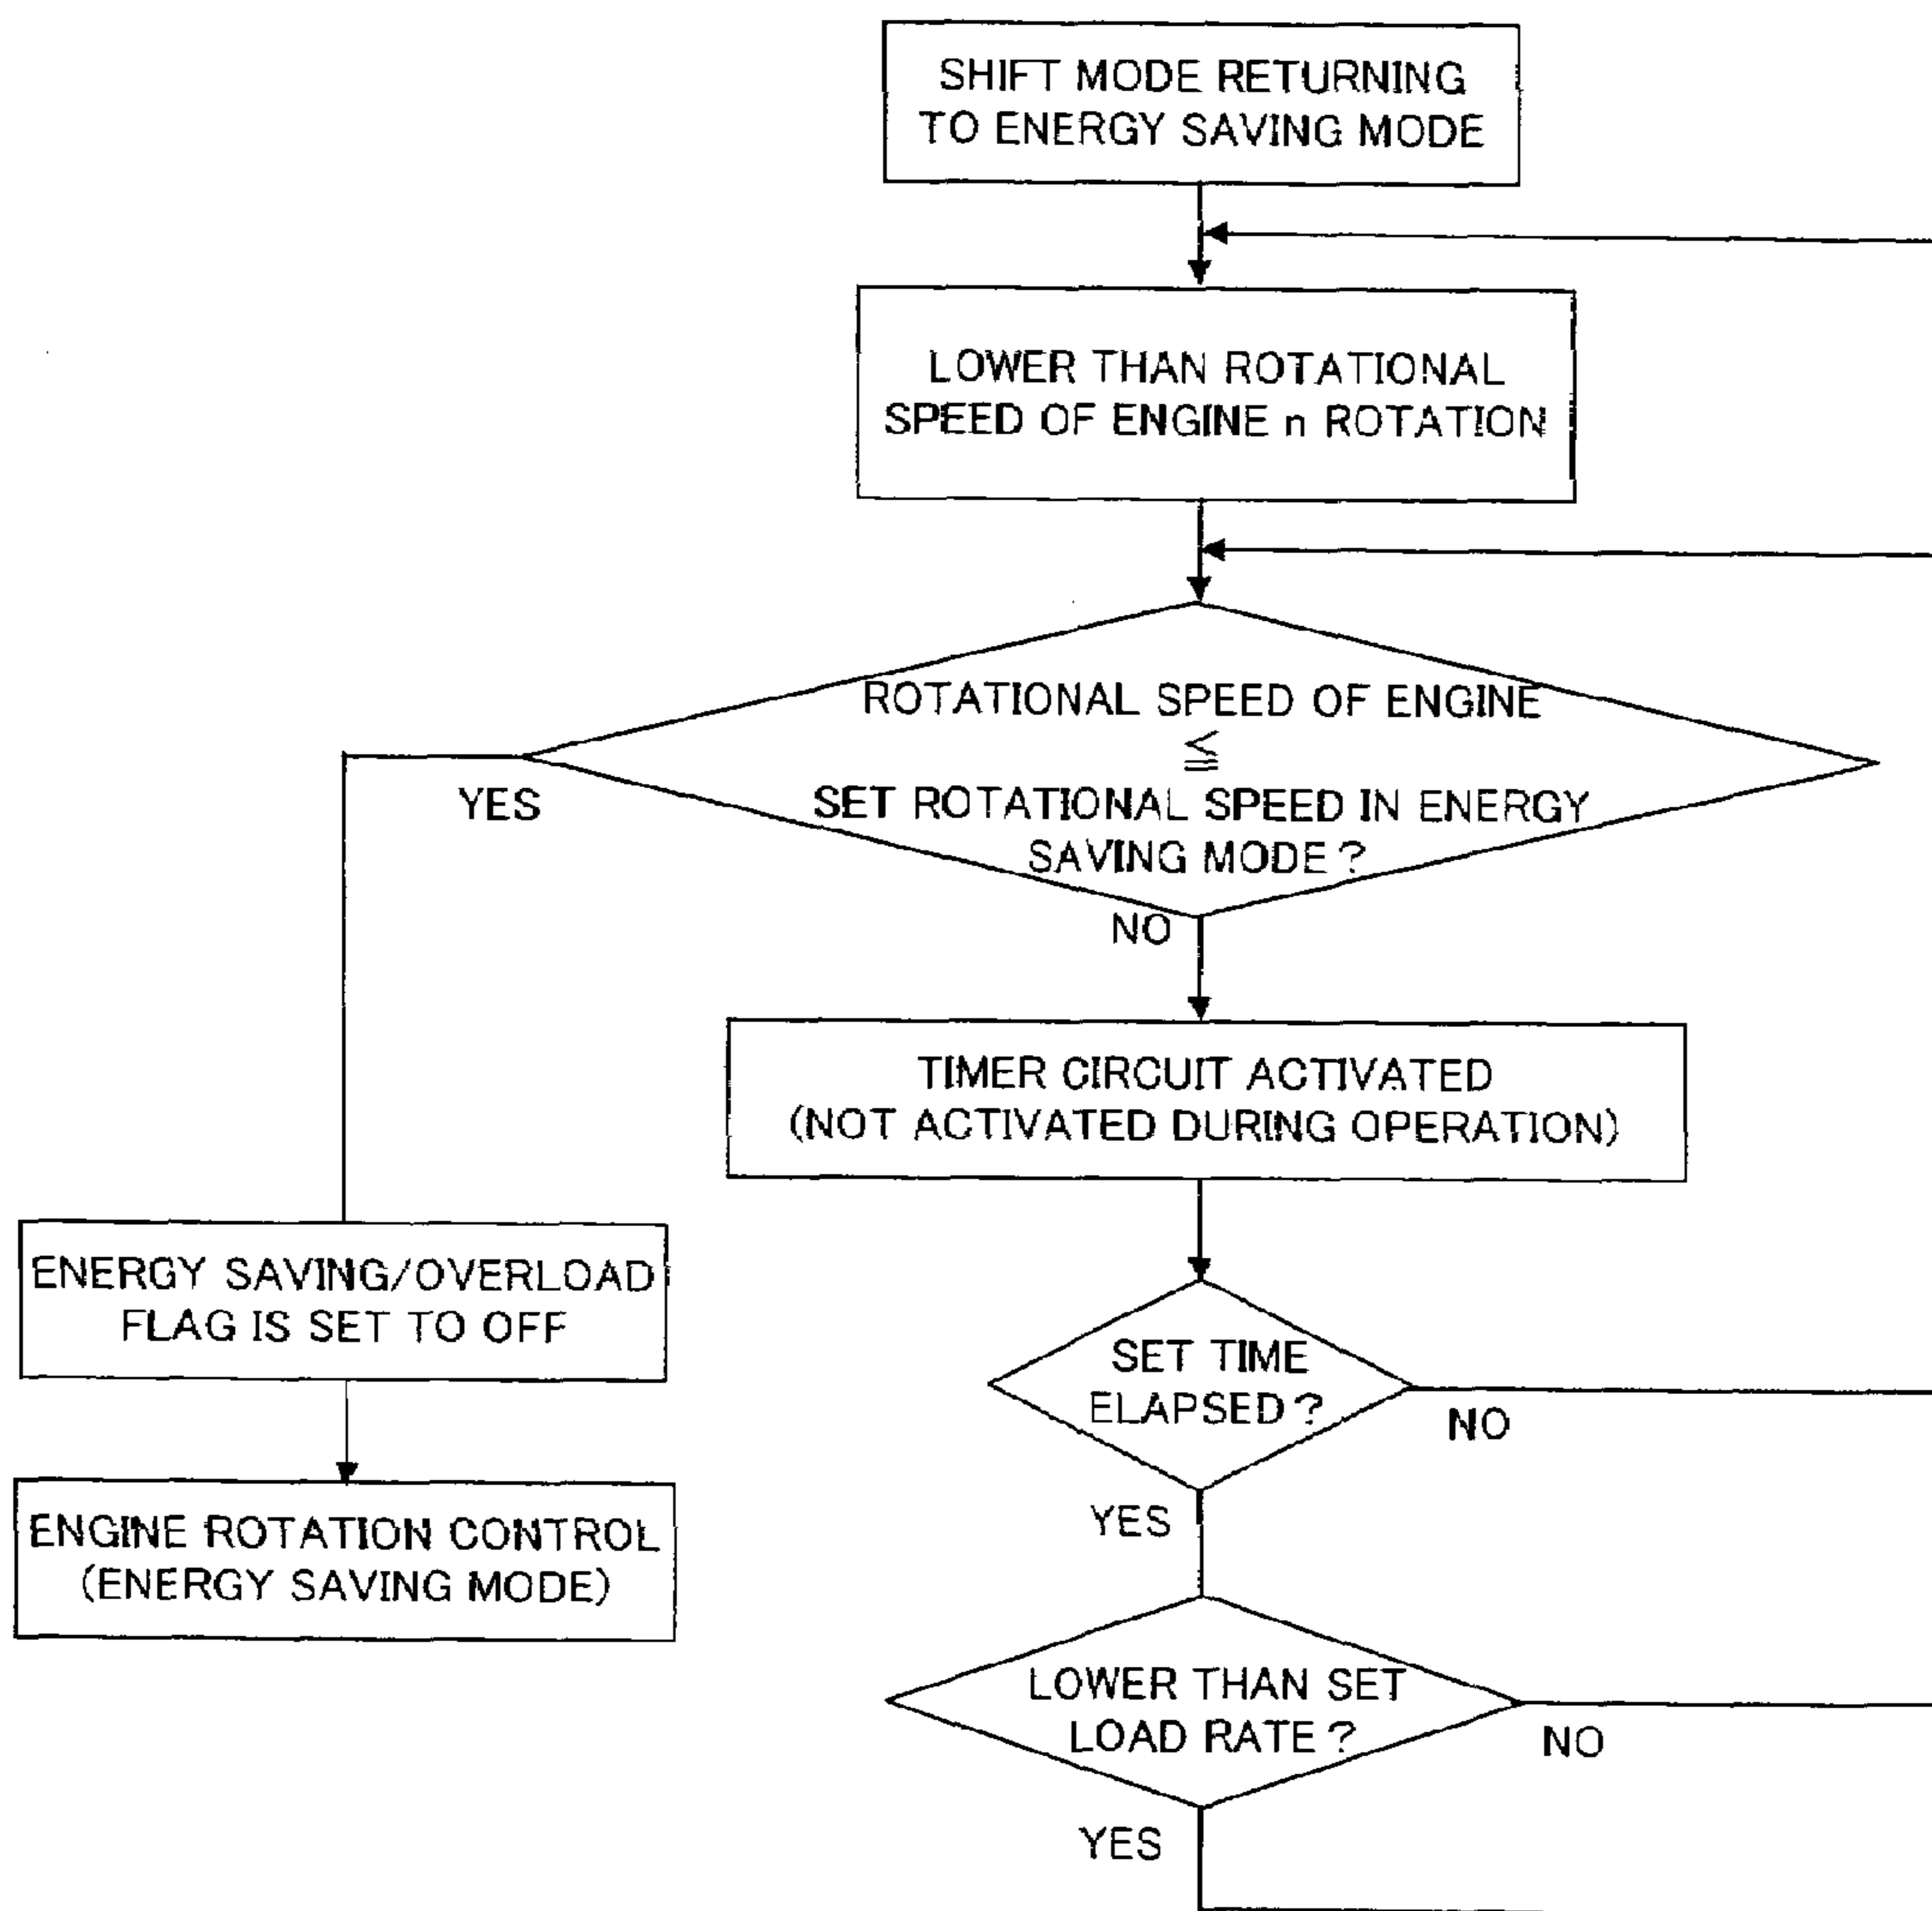 SHIFT MODE RETURNING
TO ENERGY SAVING MODE
LOWER THAN ROTATIONAL
SPEED OF ENGINE n ROTATION
ROTATIONAL SPEED OF ENGINE
≦
SET ROTATIONAL SPEED IN ENERGY
SAVING MODE?
YES
NO
TIMER CIRCUIT ACTIVATED
(NOT ACTIVATED DURING OPERATION)
ENERGY SAVING/OVERLOAD
FLAG IS SET TO OFF
SET TIME
ELAPSED?
NO
YES
ENGINE ROTATION CONTROL
(ENERGY SAVING MODE)
LOWER THAN SET
LOAD RATE?
NO
YES